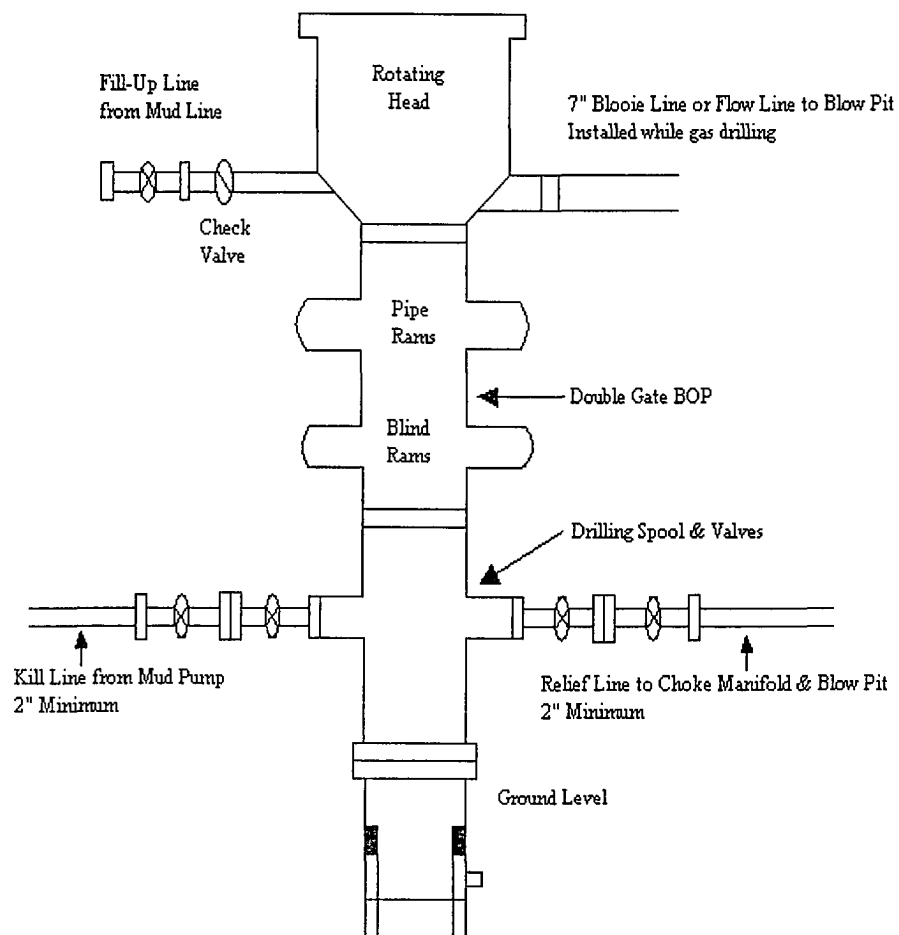 Rotating
Head
Fill-Up Line
from Mud Line
7" Blooie Line or Flow Line to Blow Pit
Installed while gas drilling
Check
Valve
Pipe
Rams
Double Gate BOP
Blind
Rams
Drilling Spool & Valves
Kill Line from Mud Pump
2" Minimum
Relief Line to Choke Manifold & Blow Pit
2" Minimum
Ground Level